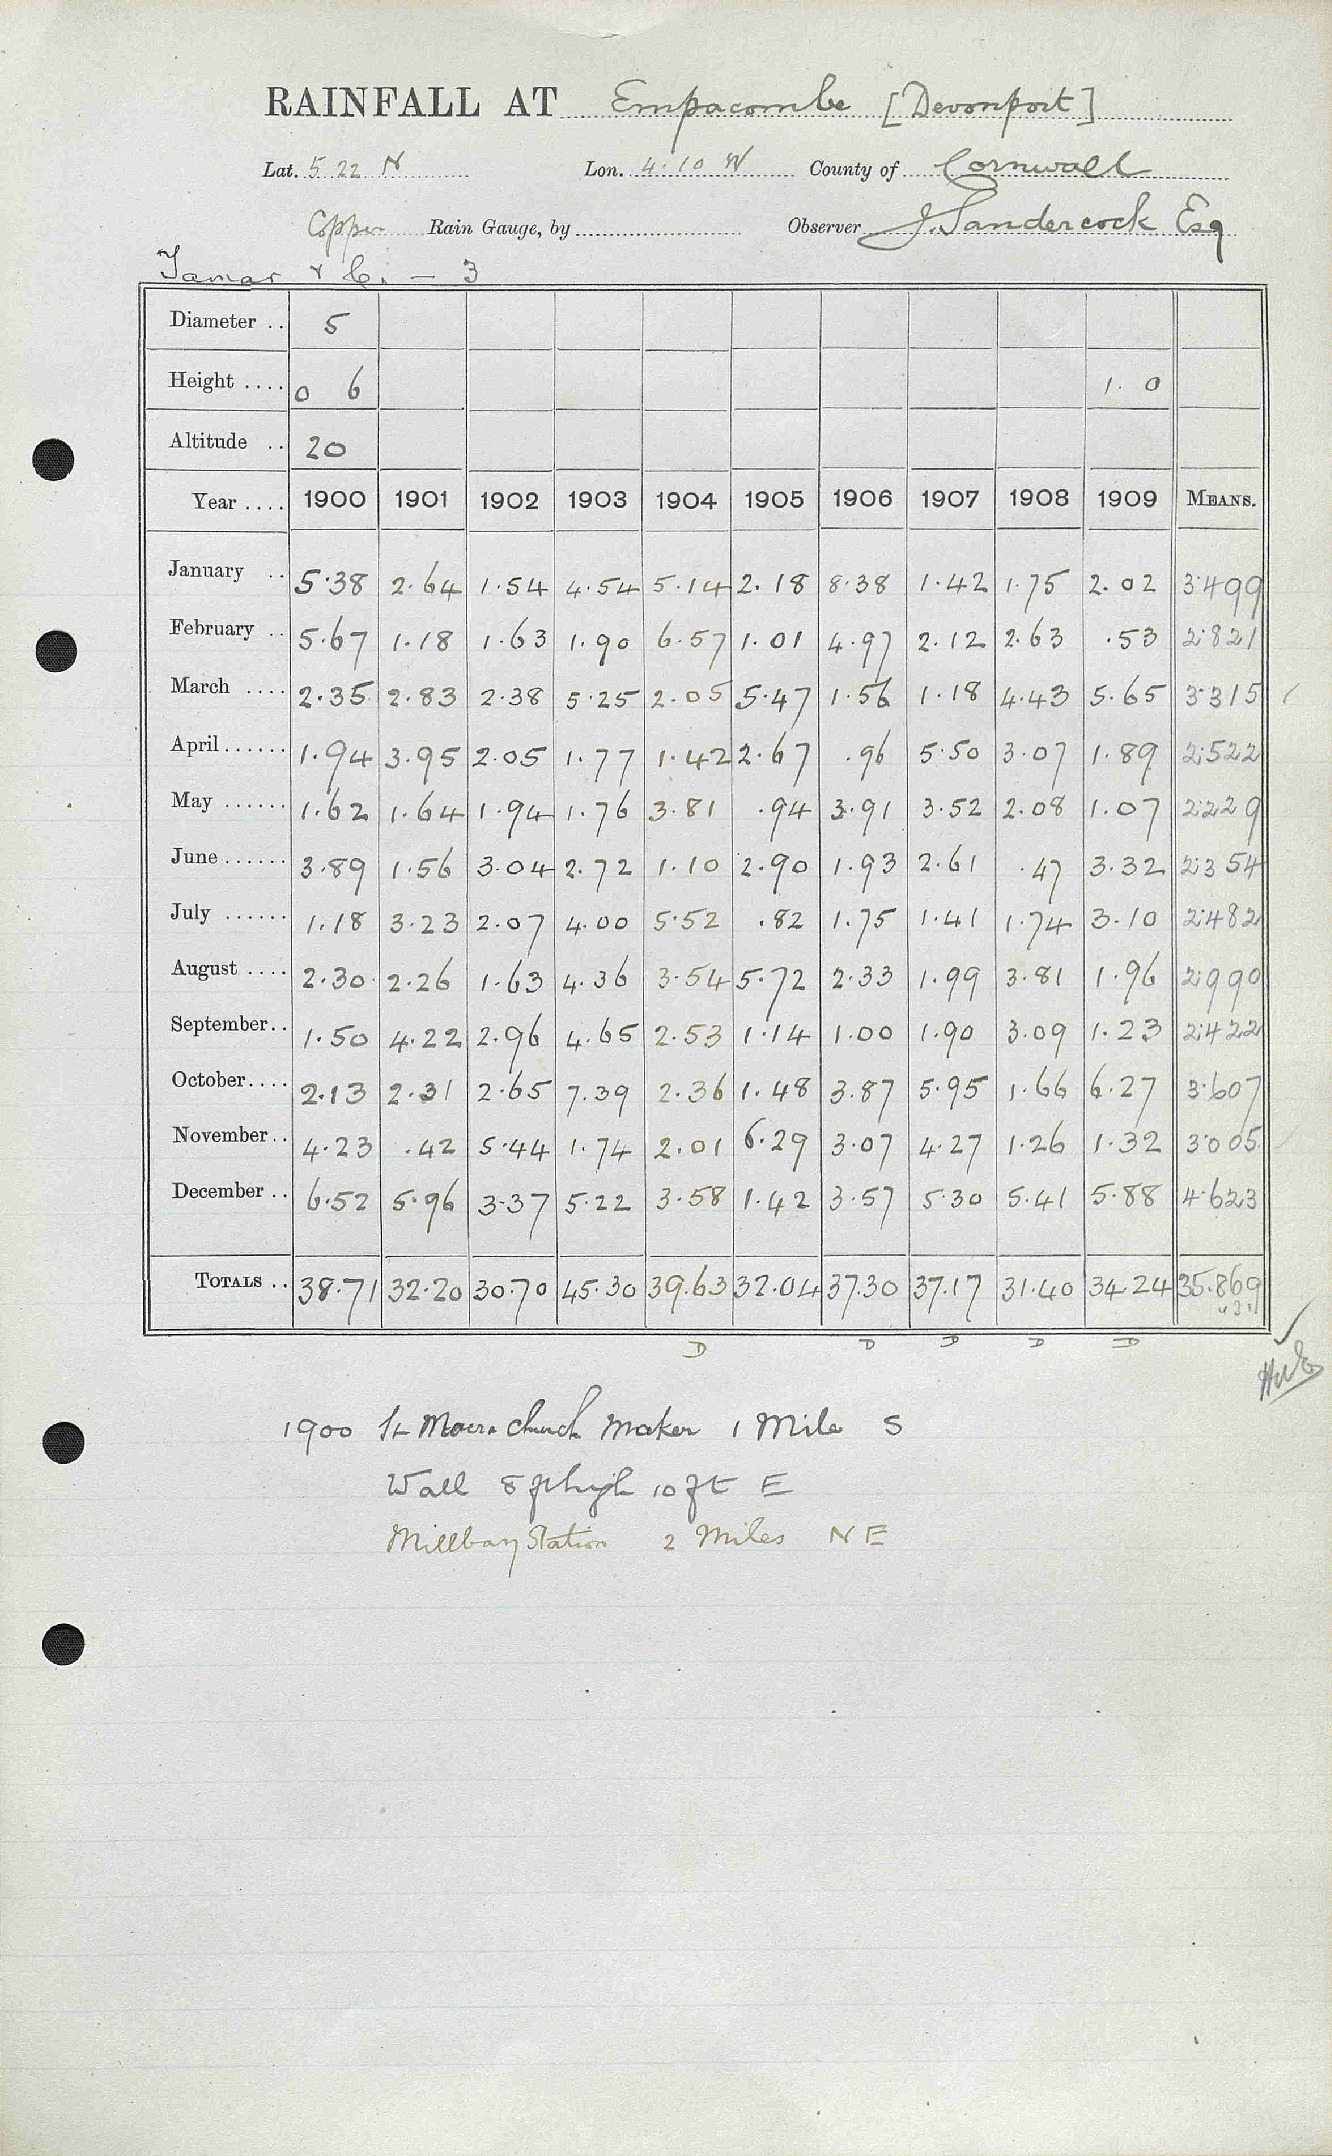 RAINFALL AT Empacombe [Devonport]
Lat. 5.22 N Lon. 4.10 W County of Cornwall
Copper Rain Gauge, by Observer J. Sandercock Esq
Tamar & C. - 3
Diameter .. 5
Height .... 0 6 1. 0
Altitude .. 20
Year .... 1900 1901 1902 1903 1904 1905 1906 1907 1908 1909 MEANS.
January .. 5.38 2.64 1.54 4.54 5.14 2.18 8.38 1.42 1.75 2.02 3.499
February .. 5.67 1.18 1.63 1.90 6.57 1.01 4.97 2.12 2.63 .53 2.821
March .... 2.35 2.83 2.38 5.25 2.05 5.47 1.56 1.18 4.43 5.65 3.315
April ...... 1.94 3.95 2.05 1.77 1.42 2.67 .96 5.50 3.07 1.89 2.522
May ...... 1.62 1.64 1.94 1.76 3.81 .94 3.91 3.52 2.08 1.07 2.229
June ...... 3.89 1.56 3.04 2.72 1.10 2.90 1.93 2.61 .47 3.32 2.354
July ...... 1.18 3.23 2.07 4.00 5.52 .82 1.75 1.41 1.74 3.10 2.482
August .... 2.30 2.26 1.63 4.36 3.54 5.72 2.33 1.99 3.81 1.96 2.990
September.. 1.50 4.22 2.96 4.65 2.53 1.14 1.00 1.90 3.09 1.23 2.422
October.... 2.13 2.31 2.65 7.39 2.36 1.48 3.87 5.95 1.66 6.27 3.607
November.. 4.23 .42 5.44 1.74 2.01 6.29 3.07 4.27 1.26 1.32 3.005
December .. 6.52 5.96 3.37 5.22 3.58 1.42 3.57 5.30 5.41 5.88 4.623
TOTALS .. 38.71 32.20 30.70 45.30 39.63 32.04 37.30 37.17 31.40 34.24 35.869
D D D D D
1900 St Church Maker 1 Mile S
Wall 8 ft high 10 ft E
Millbay Station 2 Miles NE